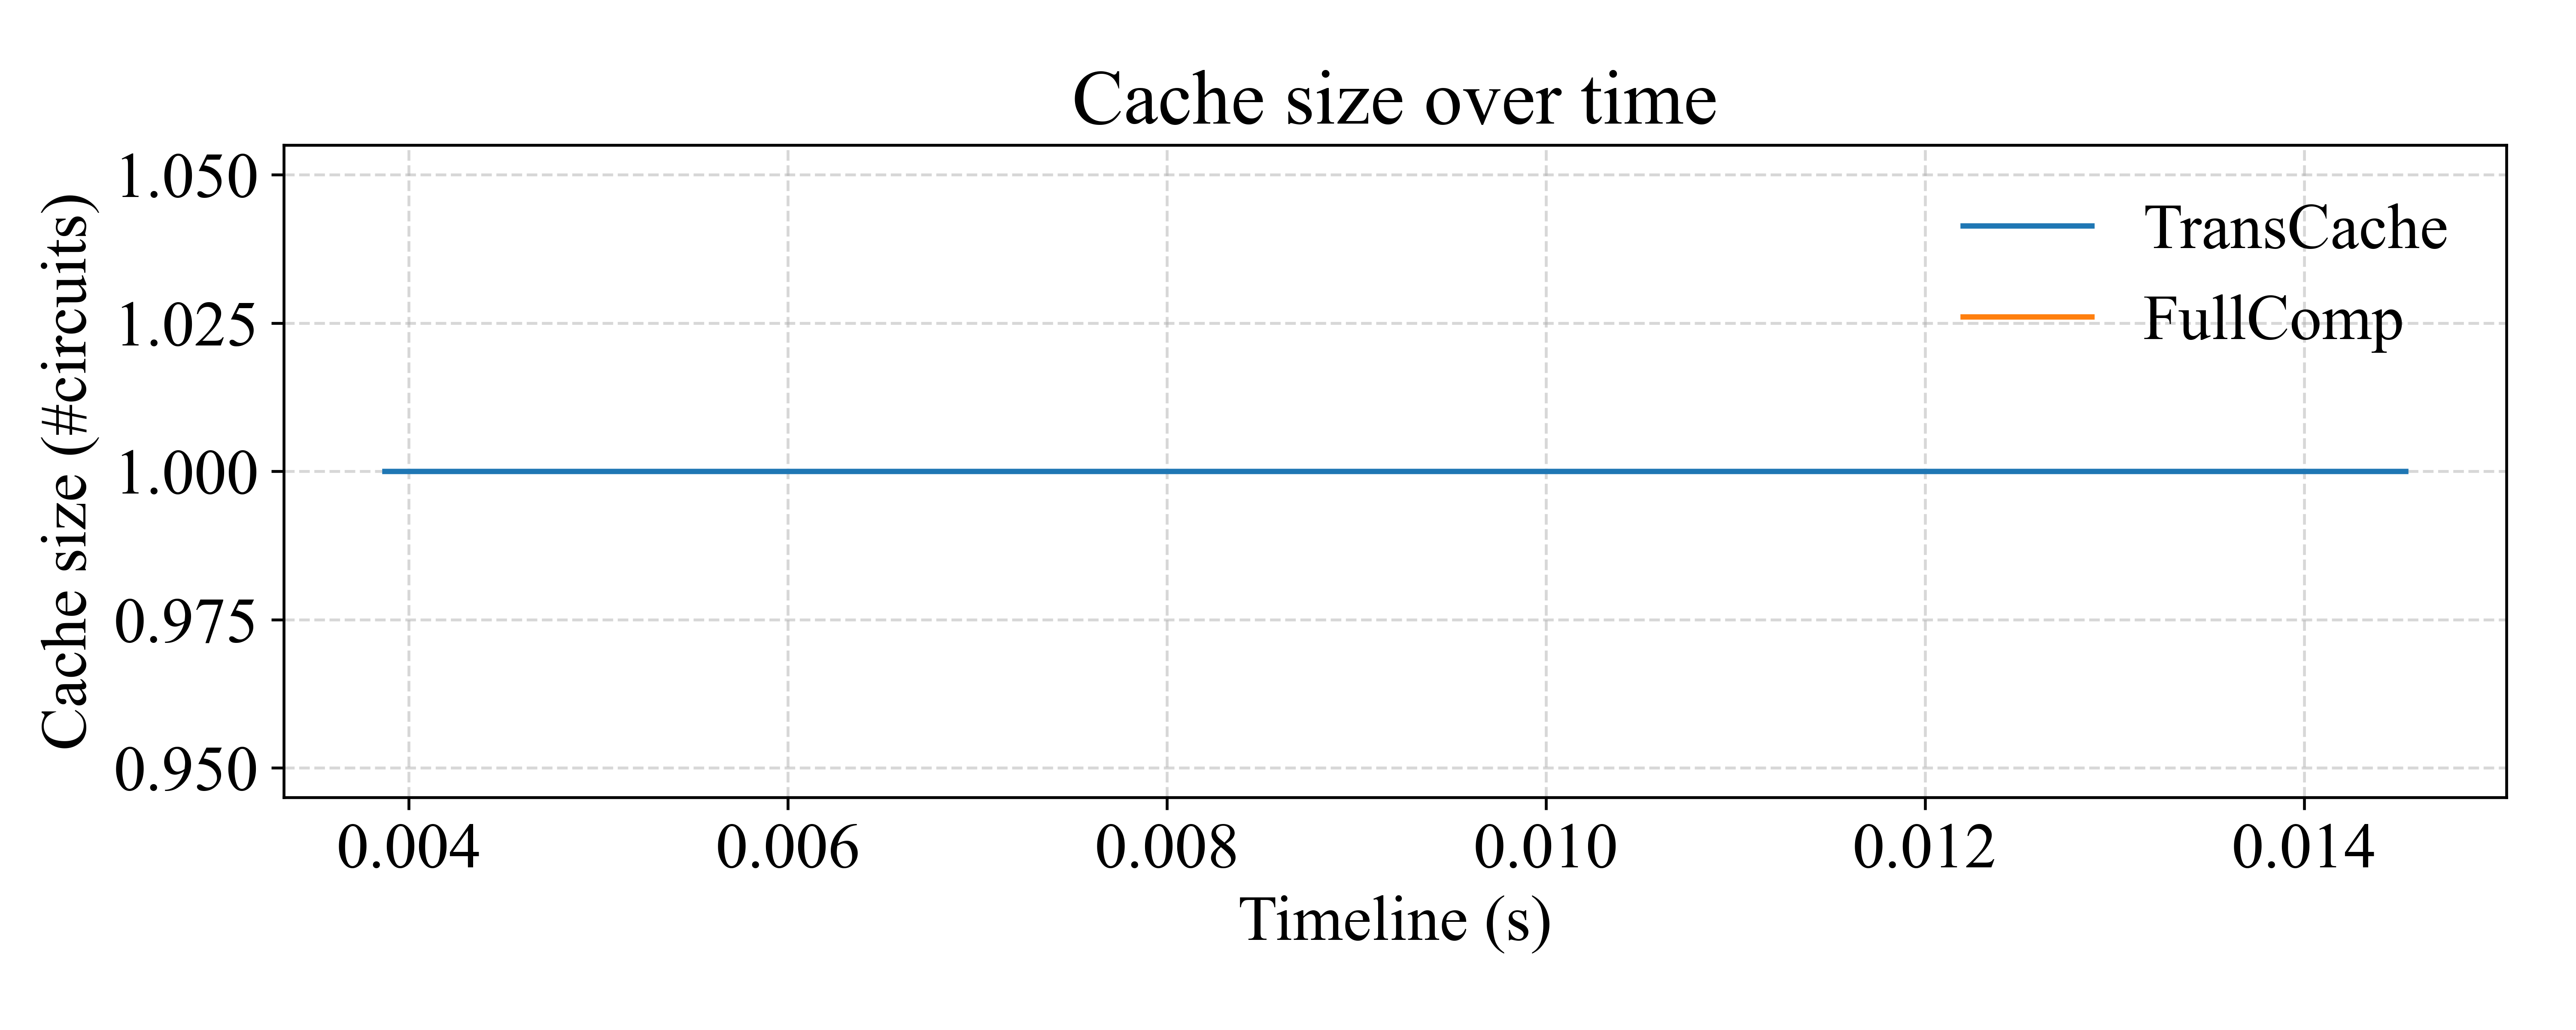 Cache size over time
Cache size (#circuits)
1.050
1.025
1.000
0.975
0.950
TransCache
FullComp
0.004 0.006 0.008 0.010 0.012 0.014
Timeline (s)